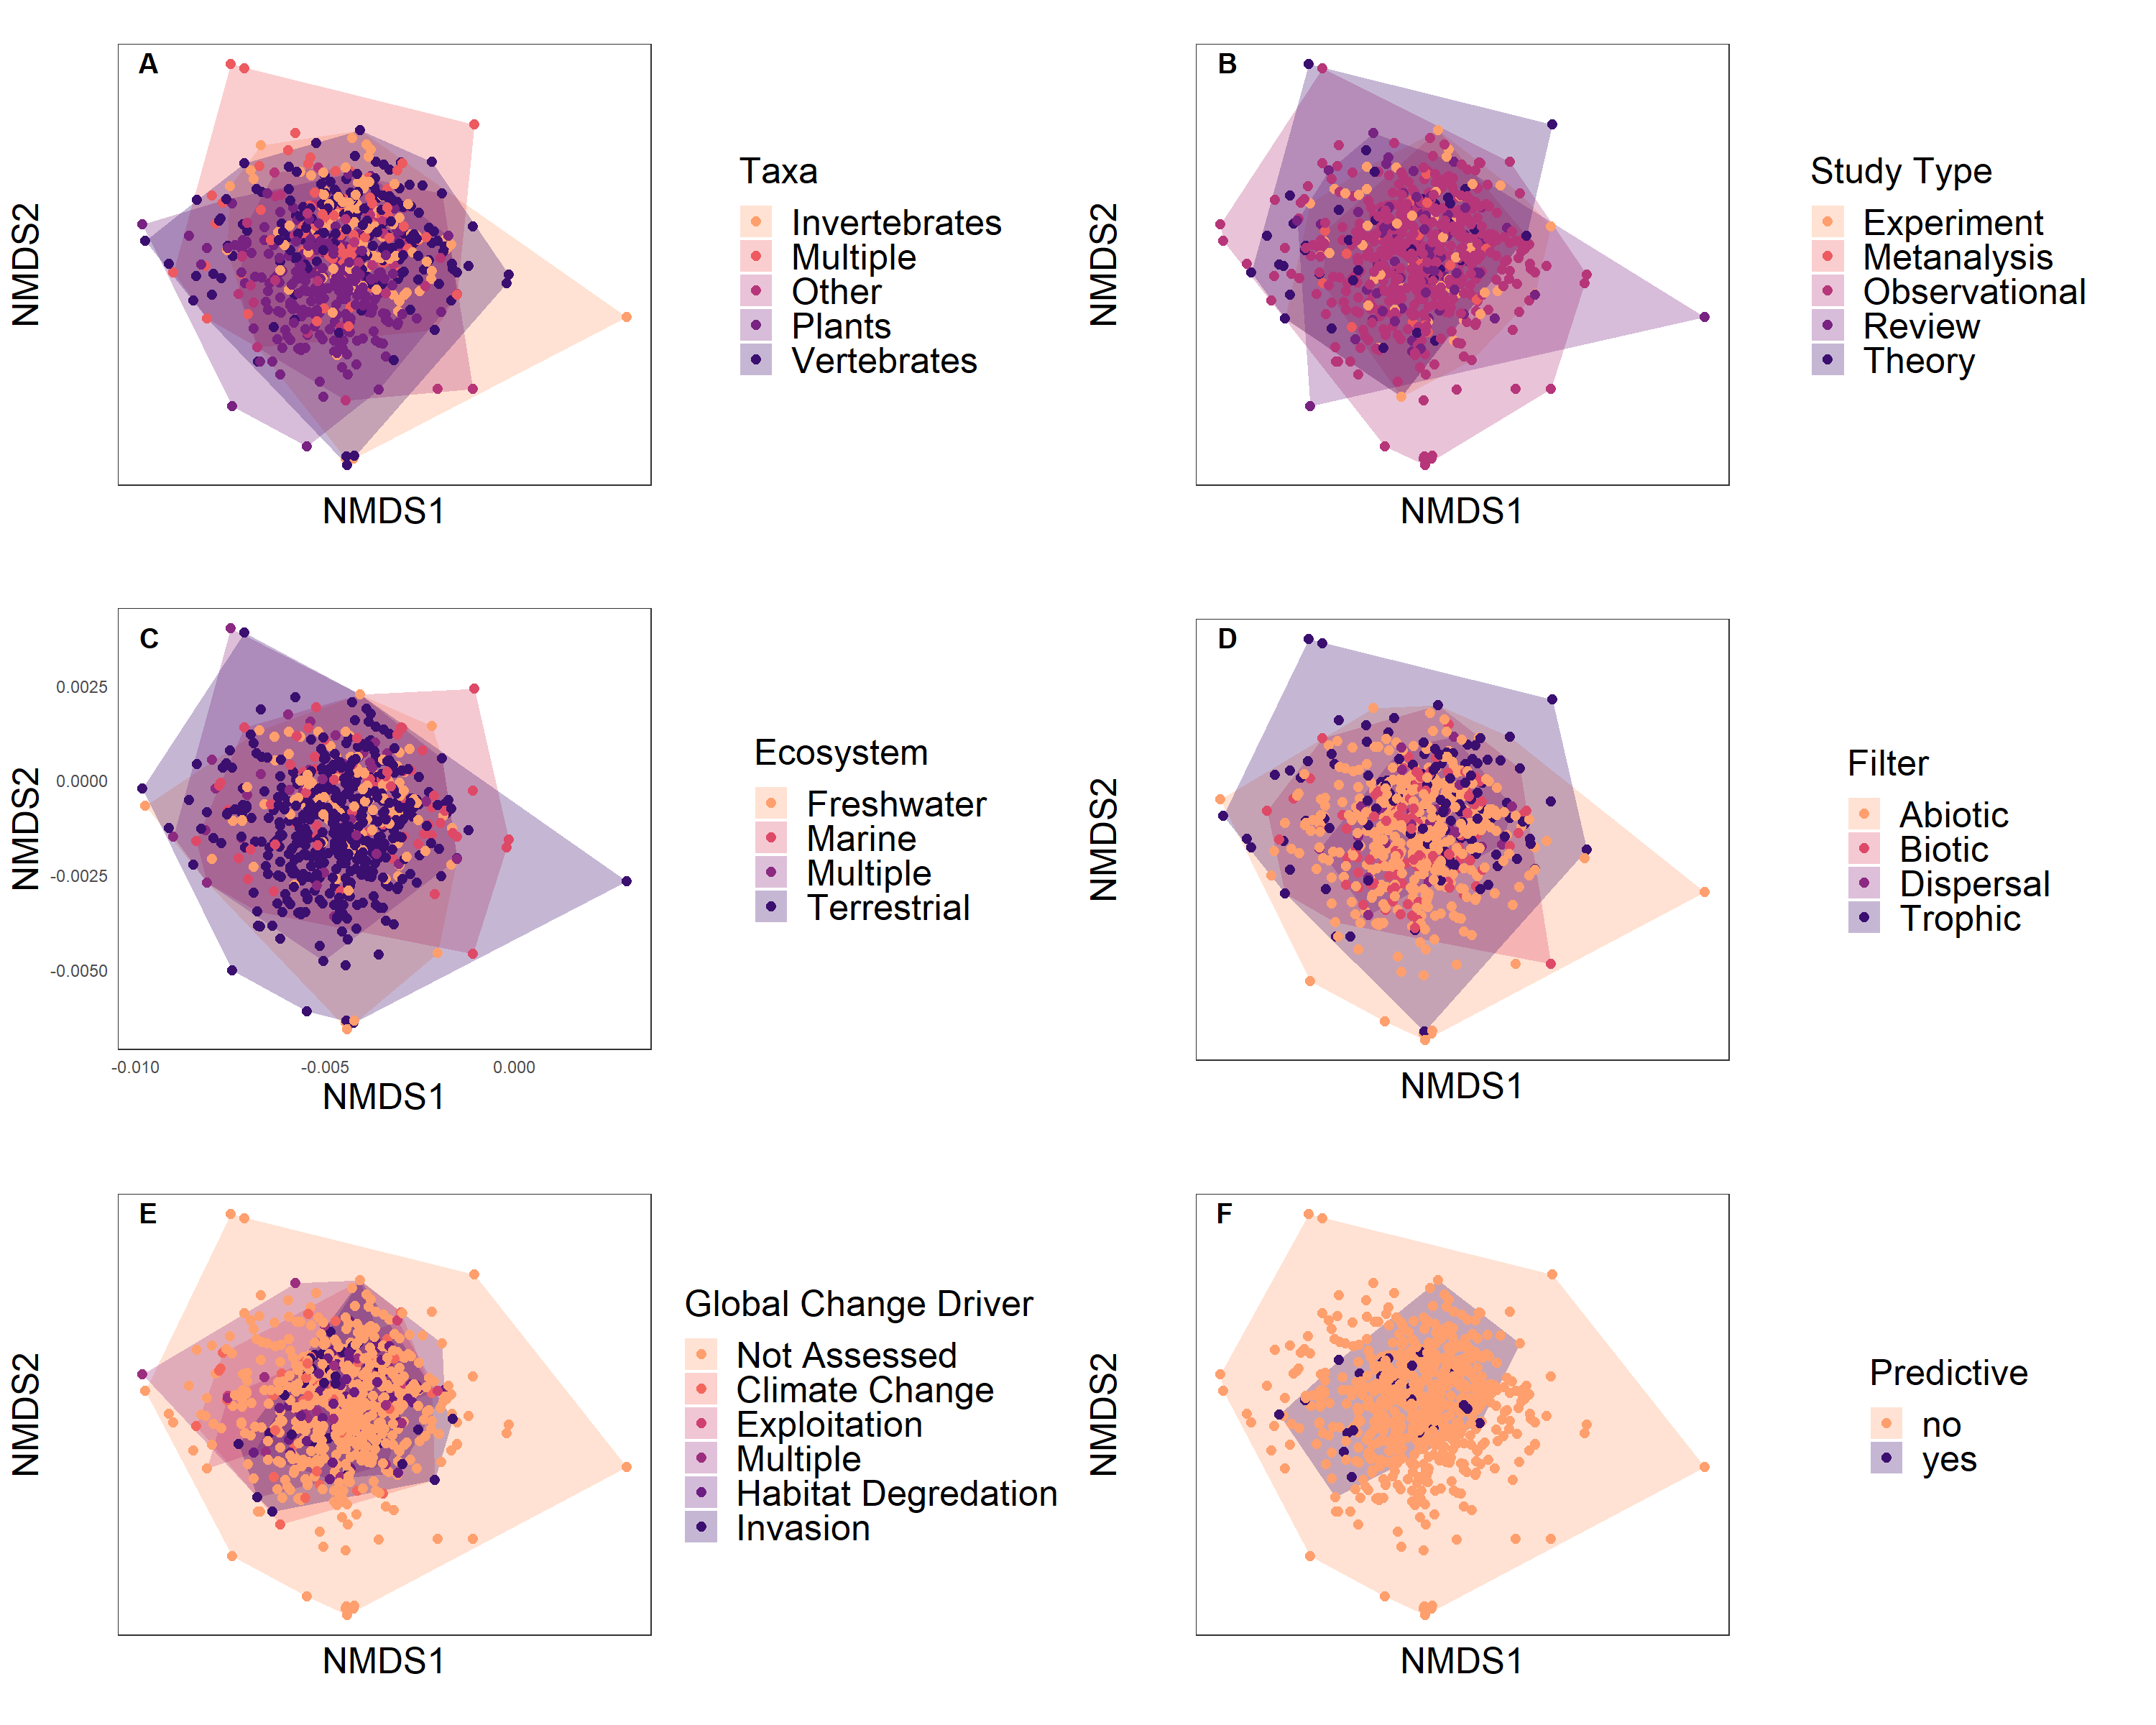 A
NMDS2
NMDS1
Taxa
Invertebrates
Multiple
Other
Plants
Vertebrates
B
NMDS2
NMDS1
Study Type
Experiment
Metanalysis
Observational
Review
Theory
C
0.0025
0.0000
-0.0025
-0.0050
NMDS2
-0.010
-0.005
0.000
NMDS1
Ecosystem
Freshwater
Marine
Multiple
Terrestrial
D
NMDS2
NMDS1
Filter
Abiotic
Biotic
Dispersal
Trophic
E
NMDS2
NMDS1
Global Change Driver
Not Assessed
Climate Change
Exploitation
Multiple
Habitat Degredation
Invasion
F
NMDS2
NMDS1
Predictive
no
yes